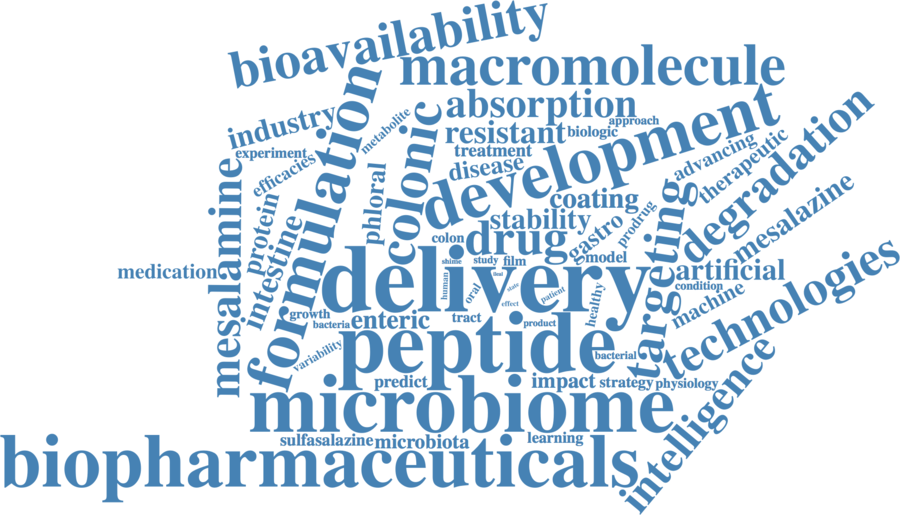 bioavailability
macromolecule
absorption
industry
resistant
approach
biologic
metabolite
experiment
treatment
efficacies
disease
development
advancing
therapeutic
degradation
formulation
colonic
coating
mesalamine
protein
phloral
stability
gastro
prodrug
targeting
mesalazine
intestine
colon
drug
model
medication
shime
study
film
artificial
delivery
human
oral
state
patient
effect
healthy
condition
machine
technologies
growth
bacteria
enteric
tract
product
peptide
variability
bacterial
predict
impact
strategy
physiology
microbiome
intelligence
sulfasalazine
microbiota
learning
biopharmaceuticals